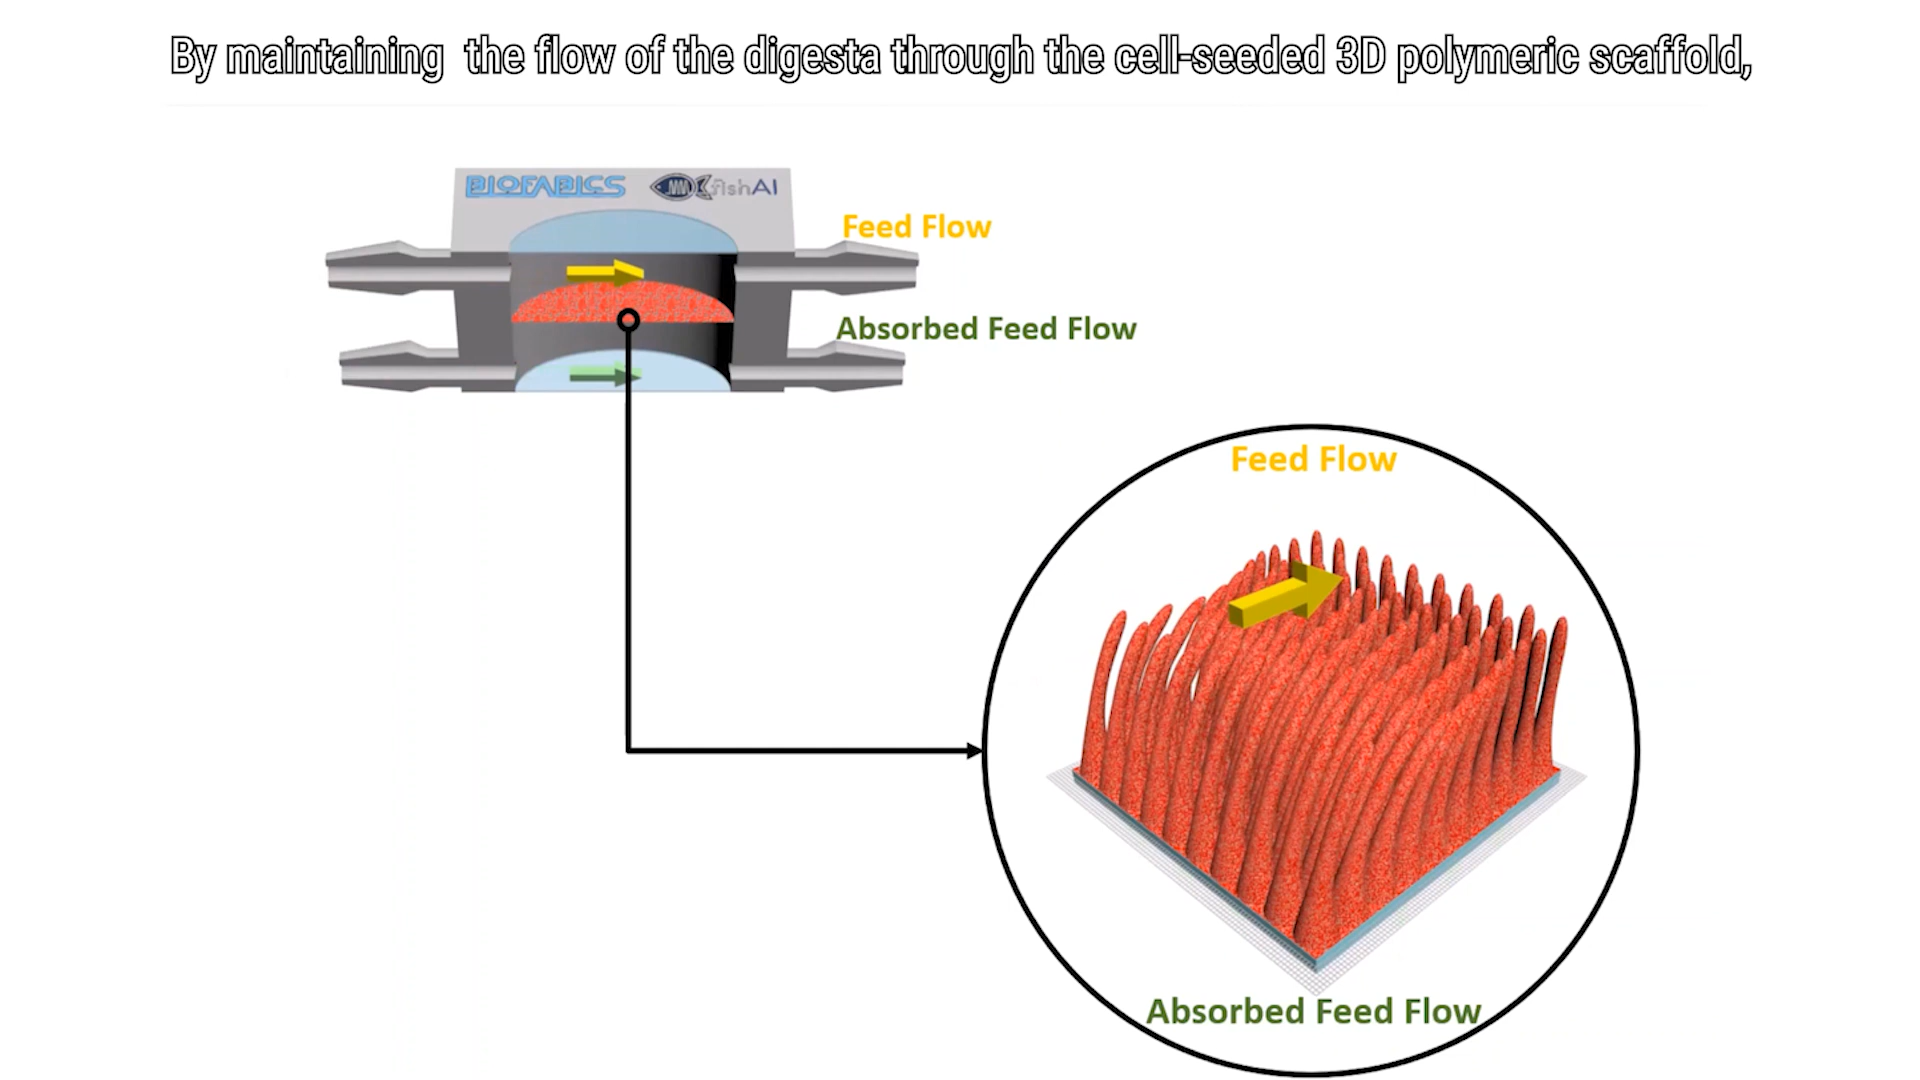 By maintaining  the flow of the digesta through the cell-seeded 3D polymeric scaffold,
BIOFABICS fishAI
Feed Flow
Absorbed Feed Flow
Feed Flow
Absorbed Feed Flow